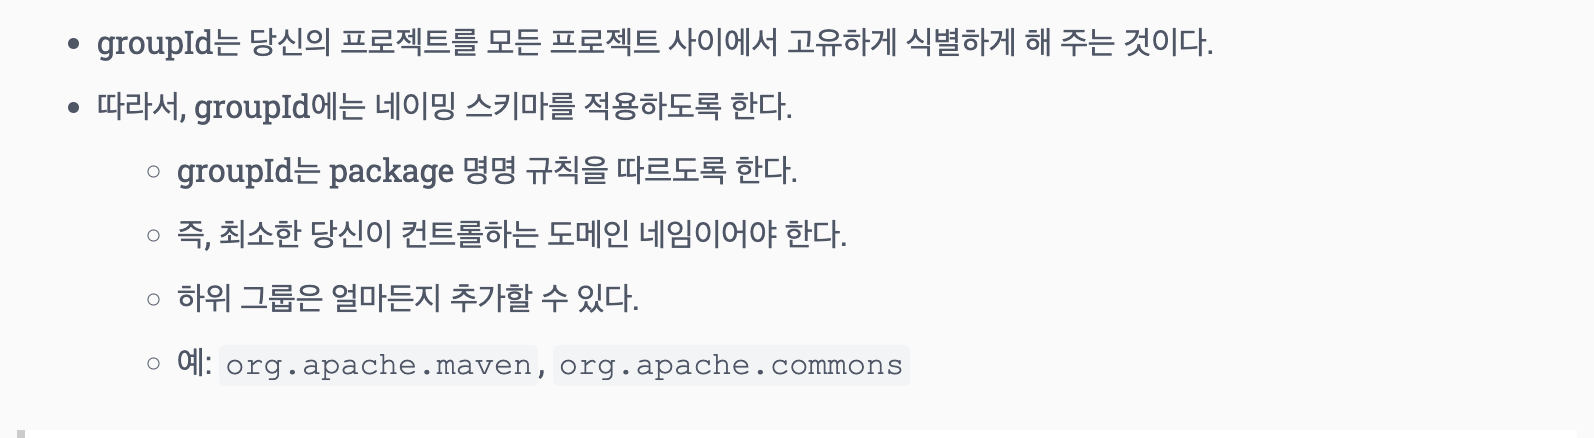 groupId는 당신의 프로젝트를 모든 프로젝트 사이에서 고유하게 식별하게 해 주는 것이다.
따라서, groupId에는 네이밍 스키마를 적용하도록 한다.
groupId는 package 명명 규칙을 따르도록 한다.
즉, 최소한 당신이 컨트롤하는 도메인 네임이어야 한다.
하위 그룹은 얼마든지 추가할 수 있다.
예: org.apache.maven, org.apache.commons